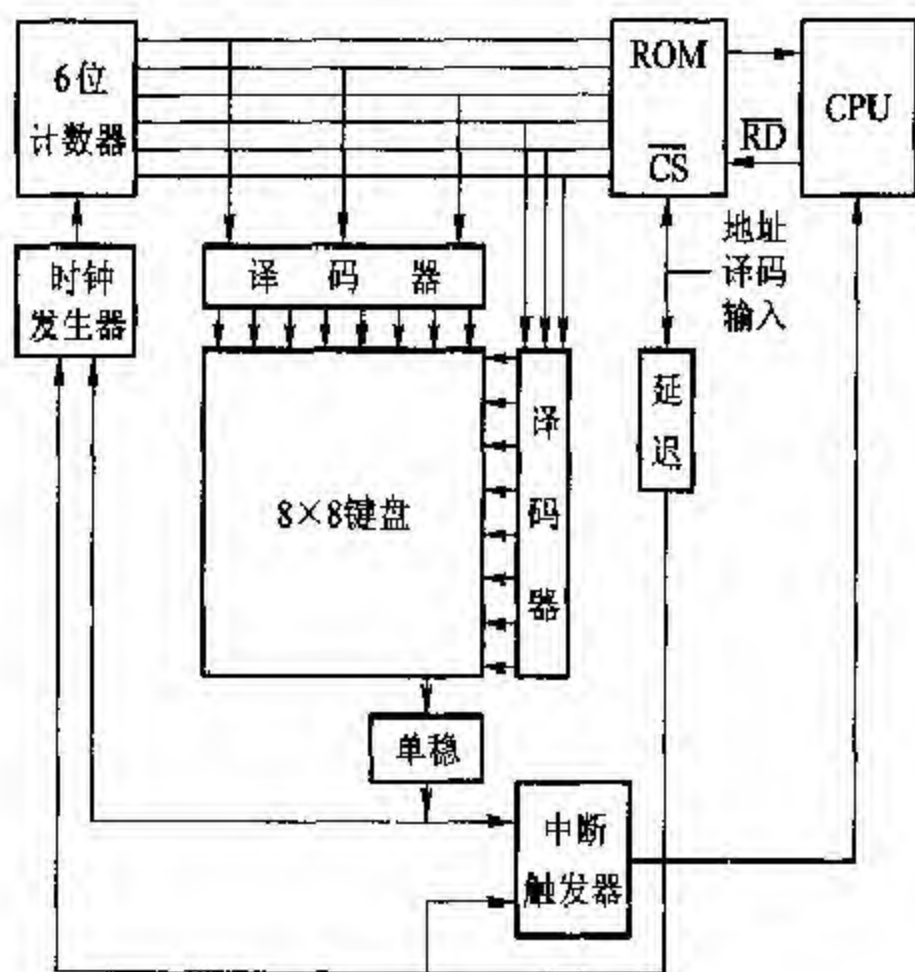 6位
计数器
ROM
CS
RD
CPU
时钟
发生器
译码器
地址
译码
输入
延
迟
8×8键盘
译
码
器
单稳
中断
触发器